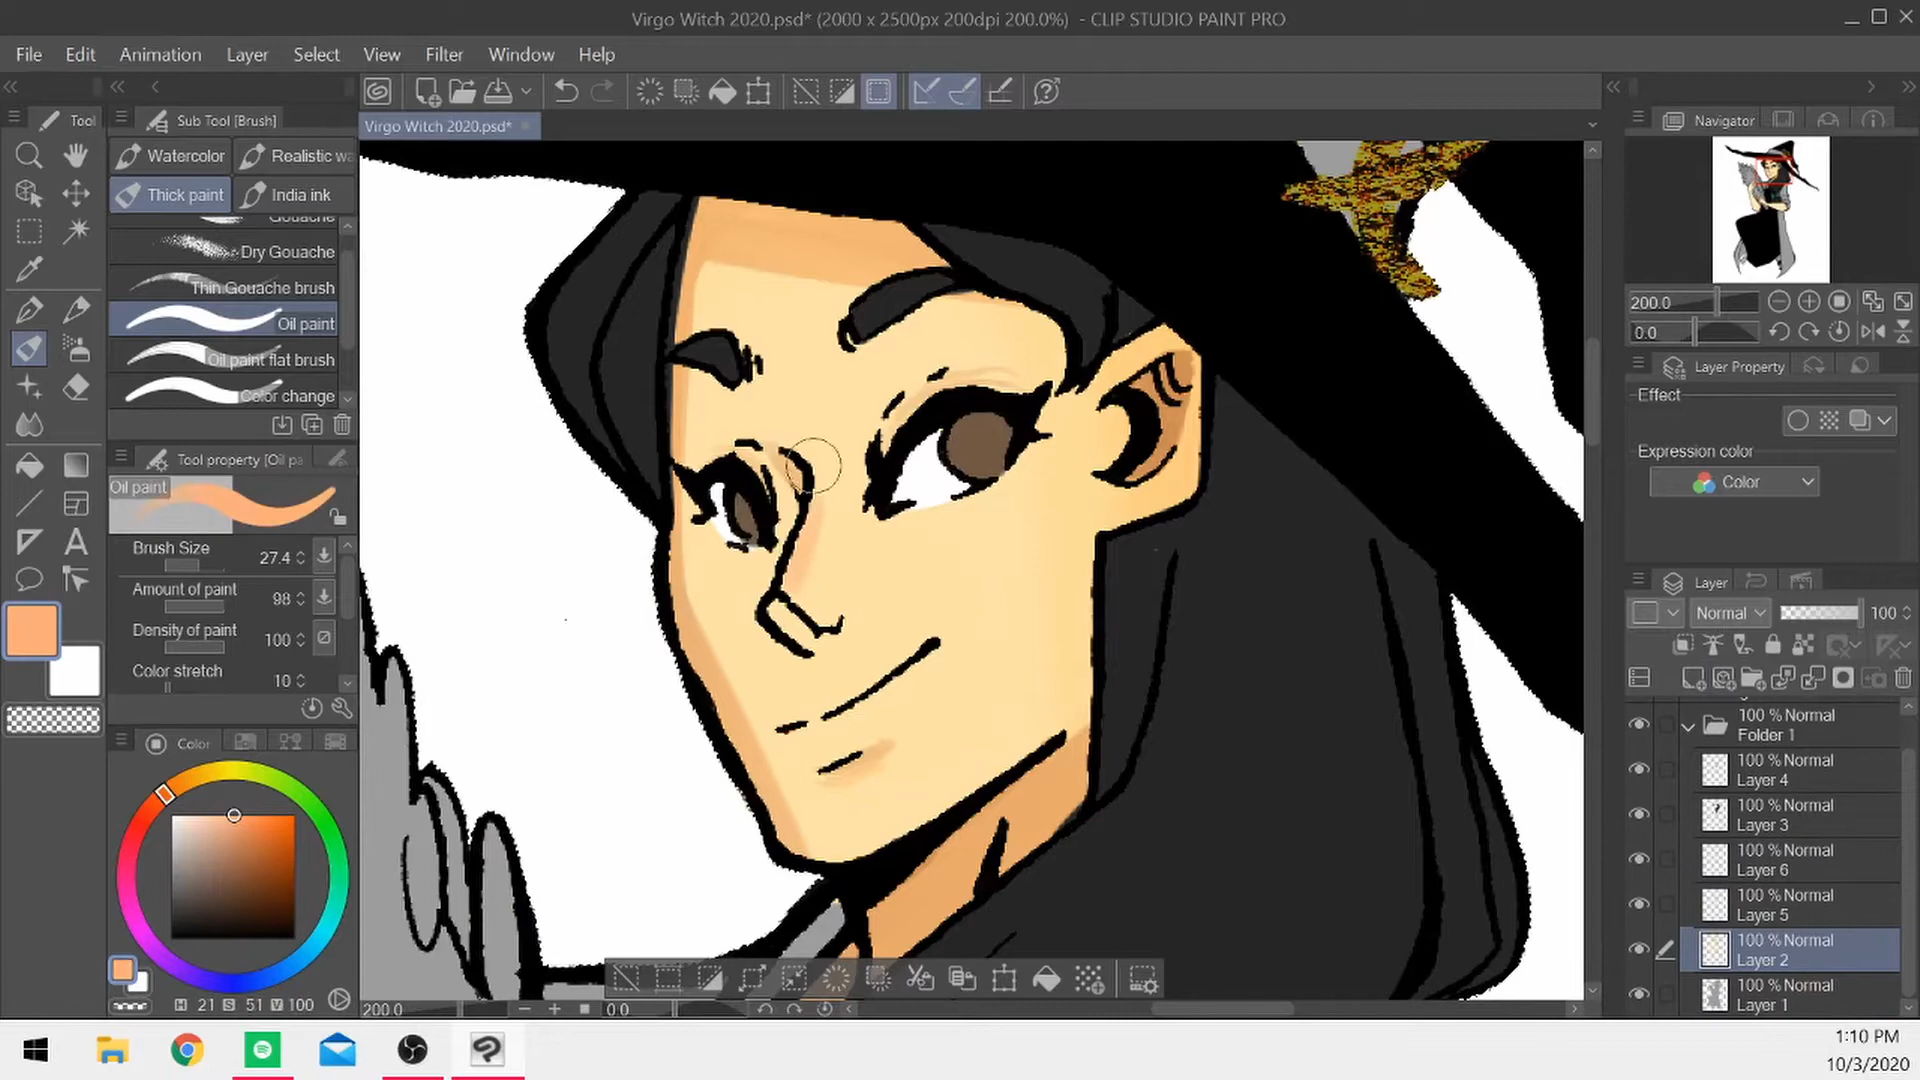 Virgo Witch 2020.psd* (2000 x 2500px 200dpi 200.0%) - CLIP STUDIO PAINT PRO
File Edit Animation Layer Select View Filter Window Help
Tool
Sub Tool [Brush]
Virgo Witch 2020.psd*
Navigator
Watercolor
Realistic wa
Thick paint
India ink
Gouache
Dry Gouache
Thin Gouache brush
Oil paint
Oil paint flat brush
Color change
Tool property [Oil pa
Oil paint
Brush Size
27.4
Amount of paint
98
Density of paint
100
Color stretch
10
Color
H 21 S 51 V 100
200.0
0.0
200.0
0.0
Layer Property
Effect
Expression color
Color
Layer
Normal
100
100 % Normal
Folder 1
100 % Normal
Layer 4
100 % Normal
Layer 3
100 % Normal
Layer 6
100 % Normal
Layer 5
100 % Normal
Layer 2
100 % Normal
Layer 1
1:10 PM
10/3/2020